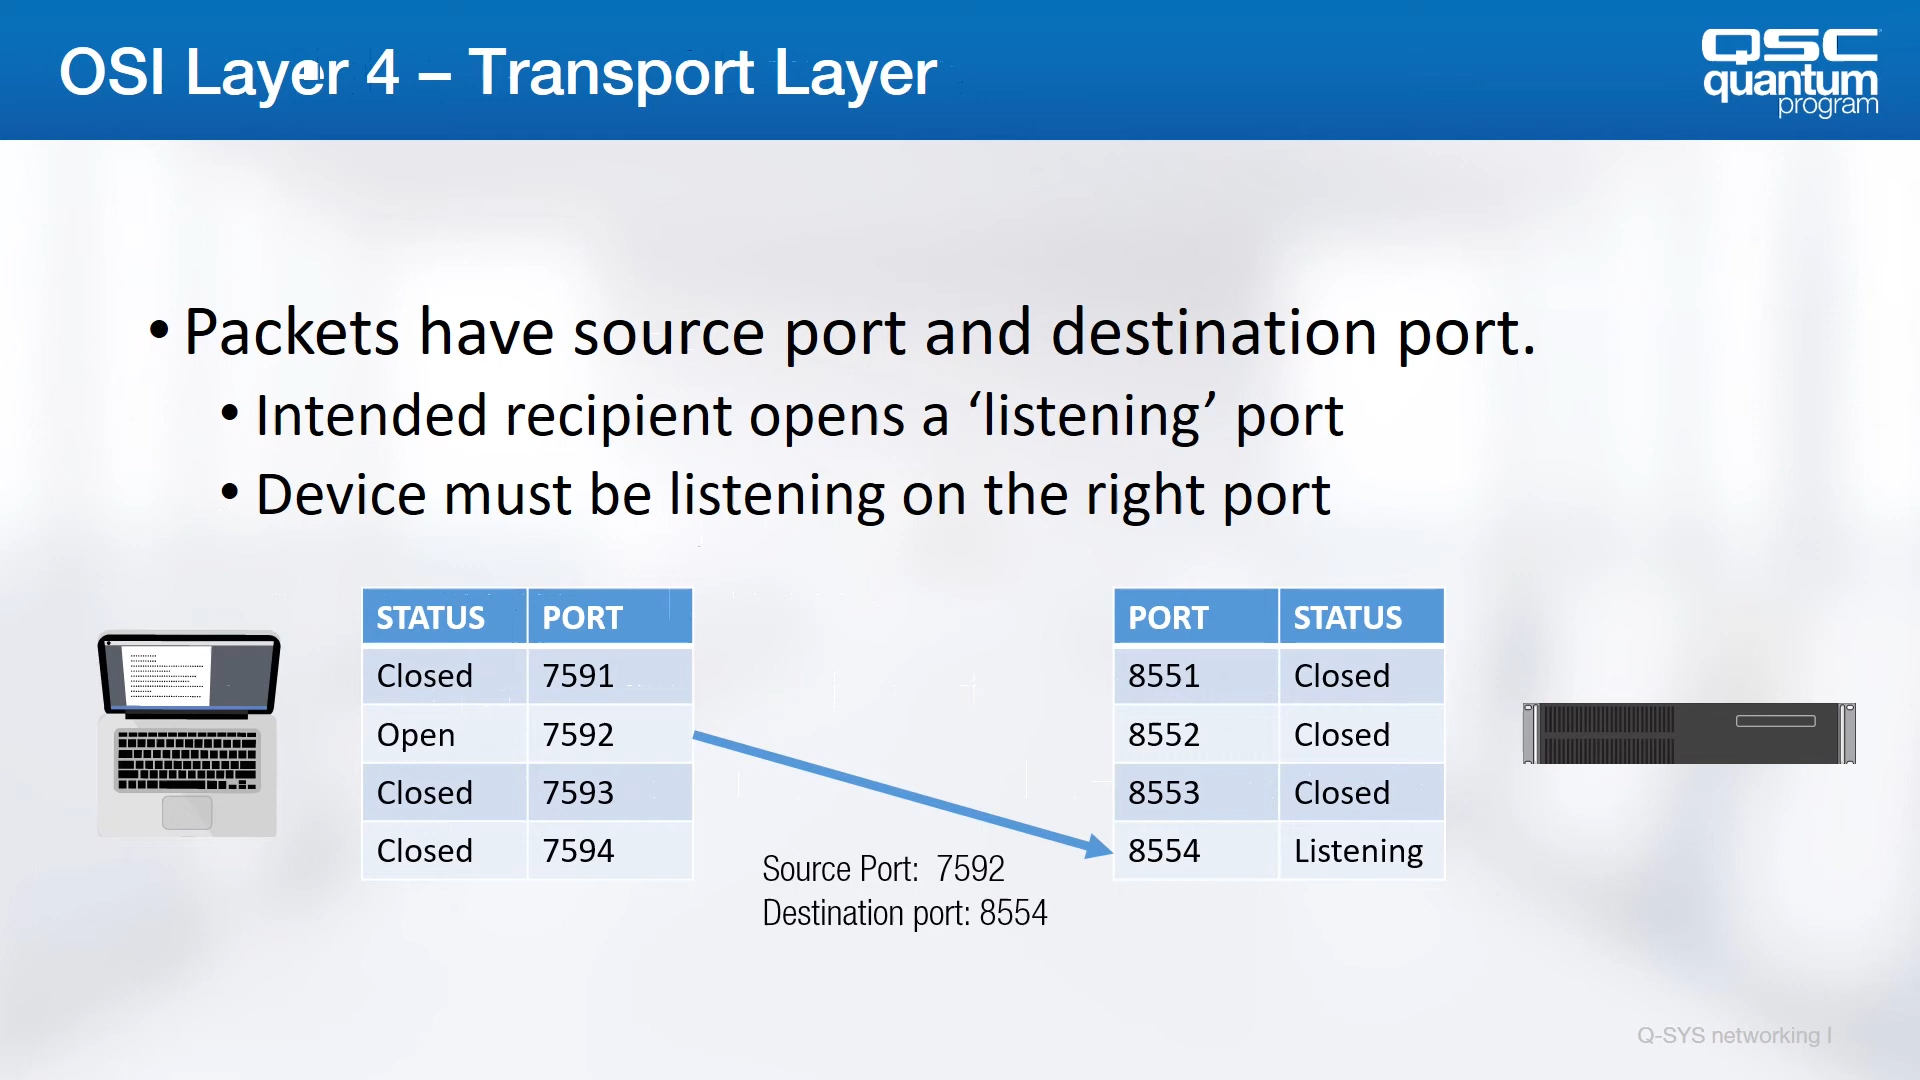 OSI Layer 4 – Transport Layer
QSC
quantum
program
• Packets have source port and destination port.
• Intended recipient opens a ‘listening’ port
• Device must be listening on the right port
STATUS PORT
Closed 7591
Open 7592
Closed 7593
Closed 7594
PORT STATUS
8551 Closed
8552 Closed
8553 Closed
8554 Listening
Source Port: 7592
Destination port: 8554
Q-SYS networking I